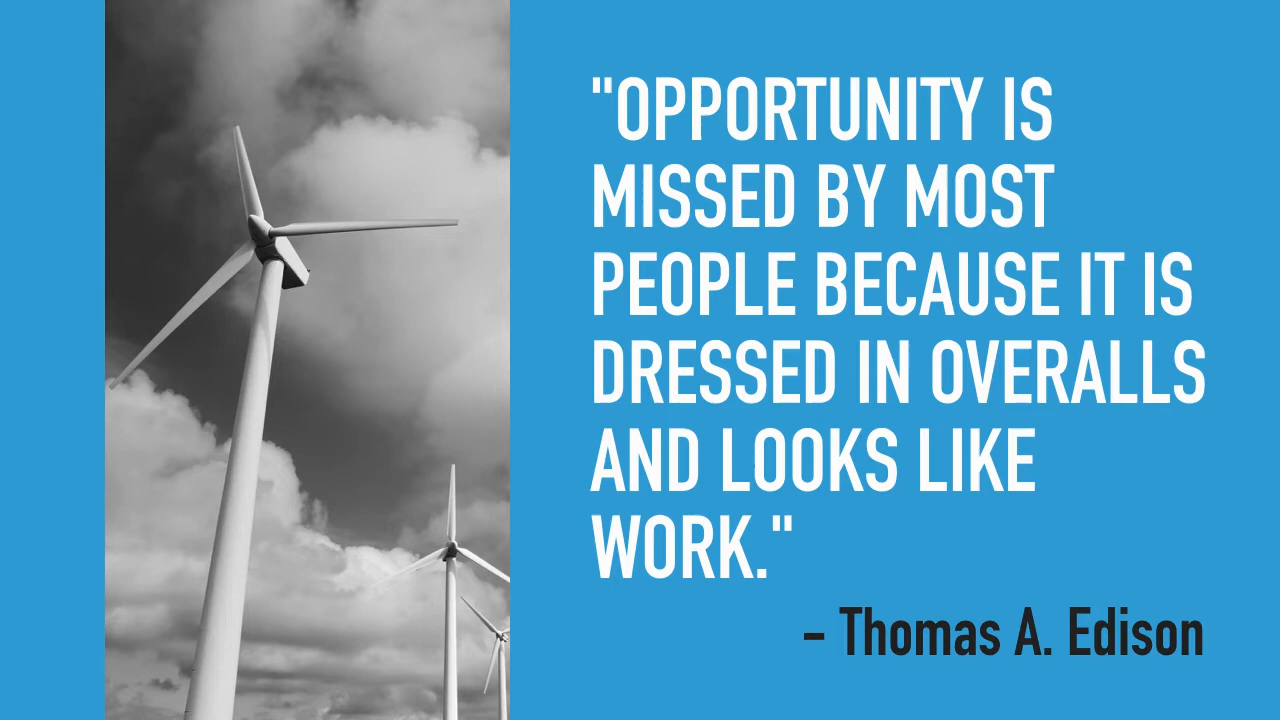 "OPPORTUNITY IS
MISSED BY MOST
PEOPLE BECAUSE IT IS
DRESSED IN OVERALLS
AND LOOKS LIKE
WORK."
– Thomas A. Edison